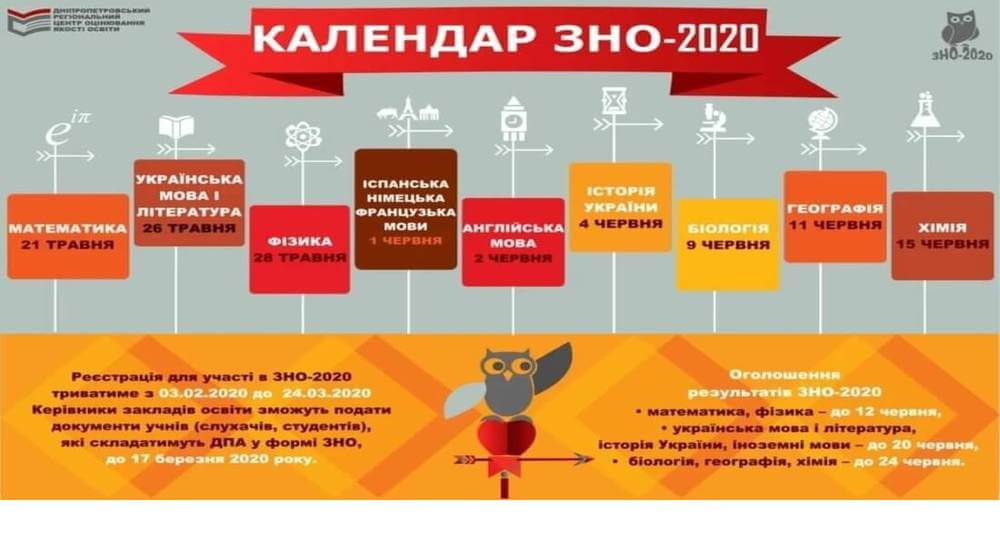 ДНІПРОПЕТРОВСЬКИЙ
РЕГІОНАЛЬНИЙ
ЦЕНТР ОЦІНЮВАННЯ
ЯКОСТІ ОСВІТИ
КАЛЕНДАР ЗНО-2020
ЗНО-2020
e^{iπ}
МАТЕМАТИКА
21 ТРАВНЯ
УКРАЇНСЬКА
МОВА І
ЛІТЕРАТУРА
26 ТРАВНЯ
ФІЗИКА
28 ТРАВНЯ
ІСПАНСЬКА
НІМЕЦЬКА
ФРАНЦУЗЬКА
МОВИ
1 ЧЕРВНЯ
АНГЛІЙСЬКА
МОВА
2 ЧЕРВНЯ
ІСТОРІЯ
УКРАЇНИ
4 ЧЕРВНЯ
БІОЛОГІЯ
9 ЧЕРВНЯ
ГЕОГРАФІЯ
11 ЧЕРВНЯ
ХІМІЯ
15 ЧЕРВНЯ
Реєстрація для участі в ЗНО-2020
триватиме з 03.02.2020 до 24.03.2020
Керівники закладів освіти зможуть подати
документи учнів (слухачів, студентів),
які складатимуть ДПА у формі ЗНО,
до 17 березня 2020 року.
Оголошення
результатів ЗНО-2020
• математика, фізика – до 12 червня,
• українська мова і література,
історія України, іноземні мови – до 20 червня,
• біологія, географія, хімія – до 24 червня.